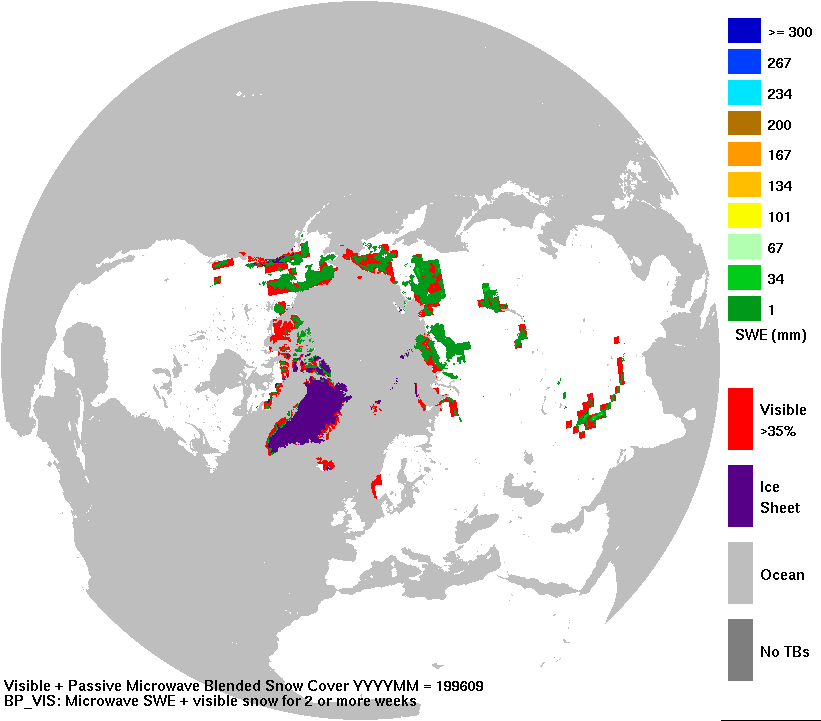 >= 300
267
234
200
167
134
101
67
34
1
SWE (mm)
Visible
>35%
Ice
Sheet
Ocean
No TBs
Visible + Passive Microwave Blended Snow Cover YYYYMM = 199609
BP_VIS: Microwave SWE + visible snow for 2 or more weeks